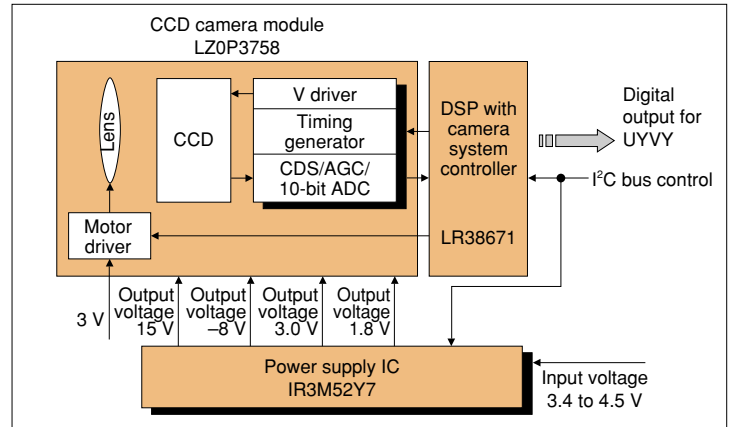 CCD camera module
LZ0P3758
Lens
CCD
V driver
Timing
generator
CDS/AGC/
10-bit ADC
Motor
driver
DSP with
camera
system
controller
LR38671
Digital
output for
UYVY
I²C bus control
3 V
Output
voltage
15 V
Output
voltage
–8 V
Output
voltage
3.0 V
Output
voltage
1.8 V
Power supply IC
IR3M52Y7
Input voltage
3.4 to 4.5 V